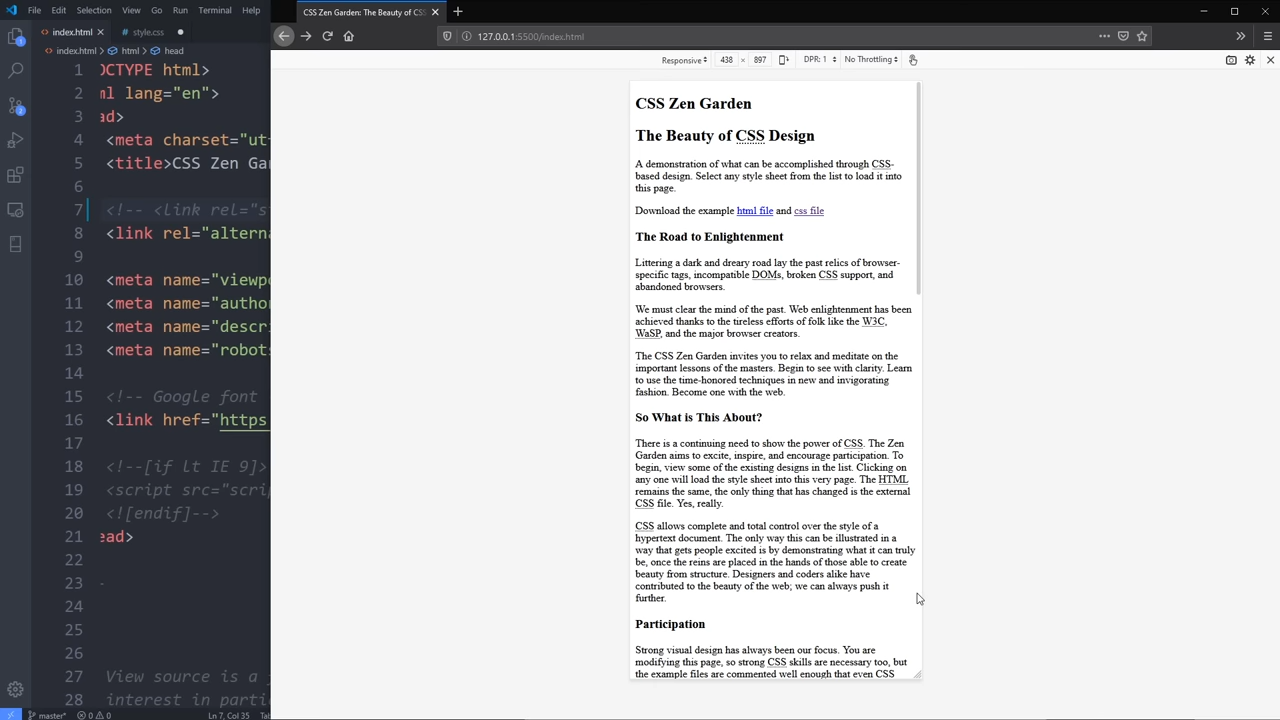 File Edit Selection View
CSS Zen Garden: The Beauty of CSS
index.html
style.css
127.0.0.1:5500/index.html
index.html
html
head
Responsive
438 × 897
DPR: 1
No Throttling
1 OCTYPE html>
2 ml lang="en">
3 ad>
4 <meta charset="ut
5 <title>CSS Zen Ga
6
7 <!-- <link rel="s
8 <link rel="altern
9
10 <meta name="viewp
11 <meta name="autho
12 <meta name="descr
13 <meta name="robot
14
15 <!-- Google font
16 <link href="https
17
18 <!--[if lt IE 9]>
19 <script src="scrip
20 <![endif]-->
21 ead>
22
23
24
25
26
27 View source is a
28 interest in parti
master*
0
0
Ln 7, Col 35
CSS Zen Garden
The Beauty of CSS Design
A demonstration of what can be accomplished through CSS-
based design. Select any style sheet from the list to load it into
this page.
Download the example html file and css file
The Road to Enlightenment
Littering a dark and dreary road lay the past relics of browser-
specific tags, incompatible DOMs, broken CSS support, and
abandoned browsers.
We must clear the mind of the past. Web enlightenment has been
achieved thanks to the tireless efforts of folk like the W3C,
WaSP, and the major browser creators.
The CSS Zen Garden invites you to relax and meditate on the
important lessons of the masters. Begin to see with clarity. Learn
to use the time-honored techniques in new and invigorating
fashion. Become one with the web.
So What is This About?
There is a continuing need to show the power of CSS. The Zen
Garden aims to excite, inspire, and encourage participation. To
begin, view some of the existing designs in the list. Clicking on
any one will load the style sheet into this very page. The HTML
remains the same, the only thing that has changed is the external
CSS file. Yes, really.
CSS allows complete and total control over the style of a
hypertext document. The only way this can be illustrated in a
way that gets people excited is by demonstrating what it can truly
be, once the reins are placed in the hands of those able to create
beauty from structure. Designers and coders alike have
contributed to the beauty of the web; we can always push it
further.
Participation
Strong visual design has always been our focus. You are
modifying this page, so strong CSS skills are necessary too, but
the example files are commented well enough that even CSS